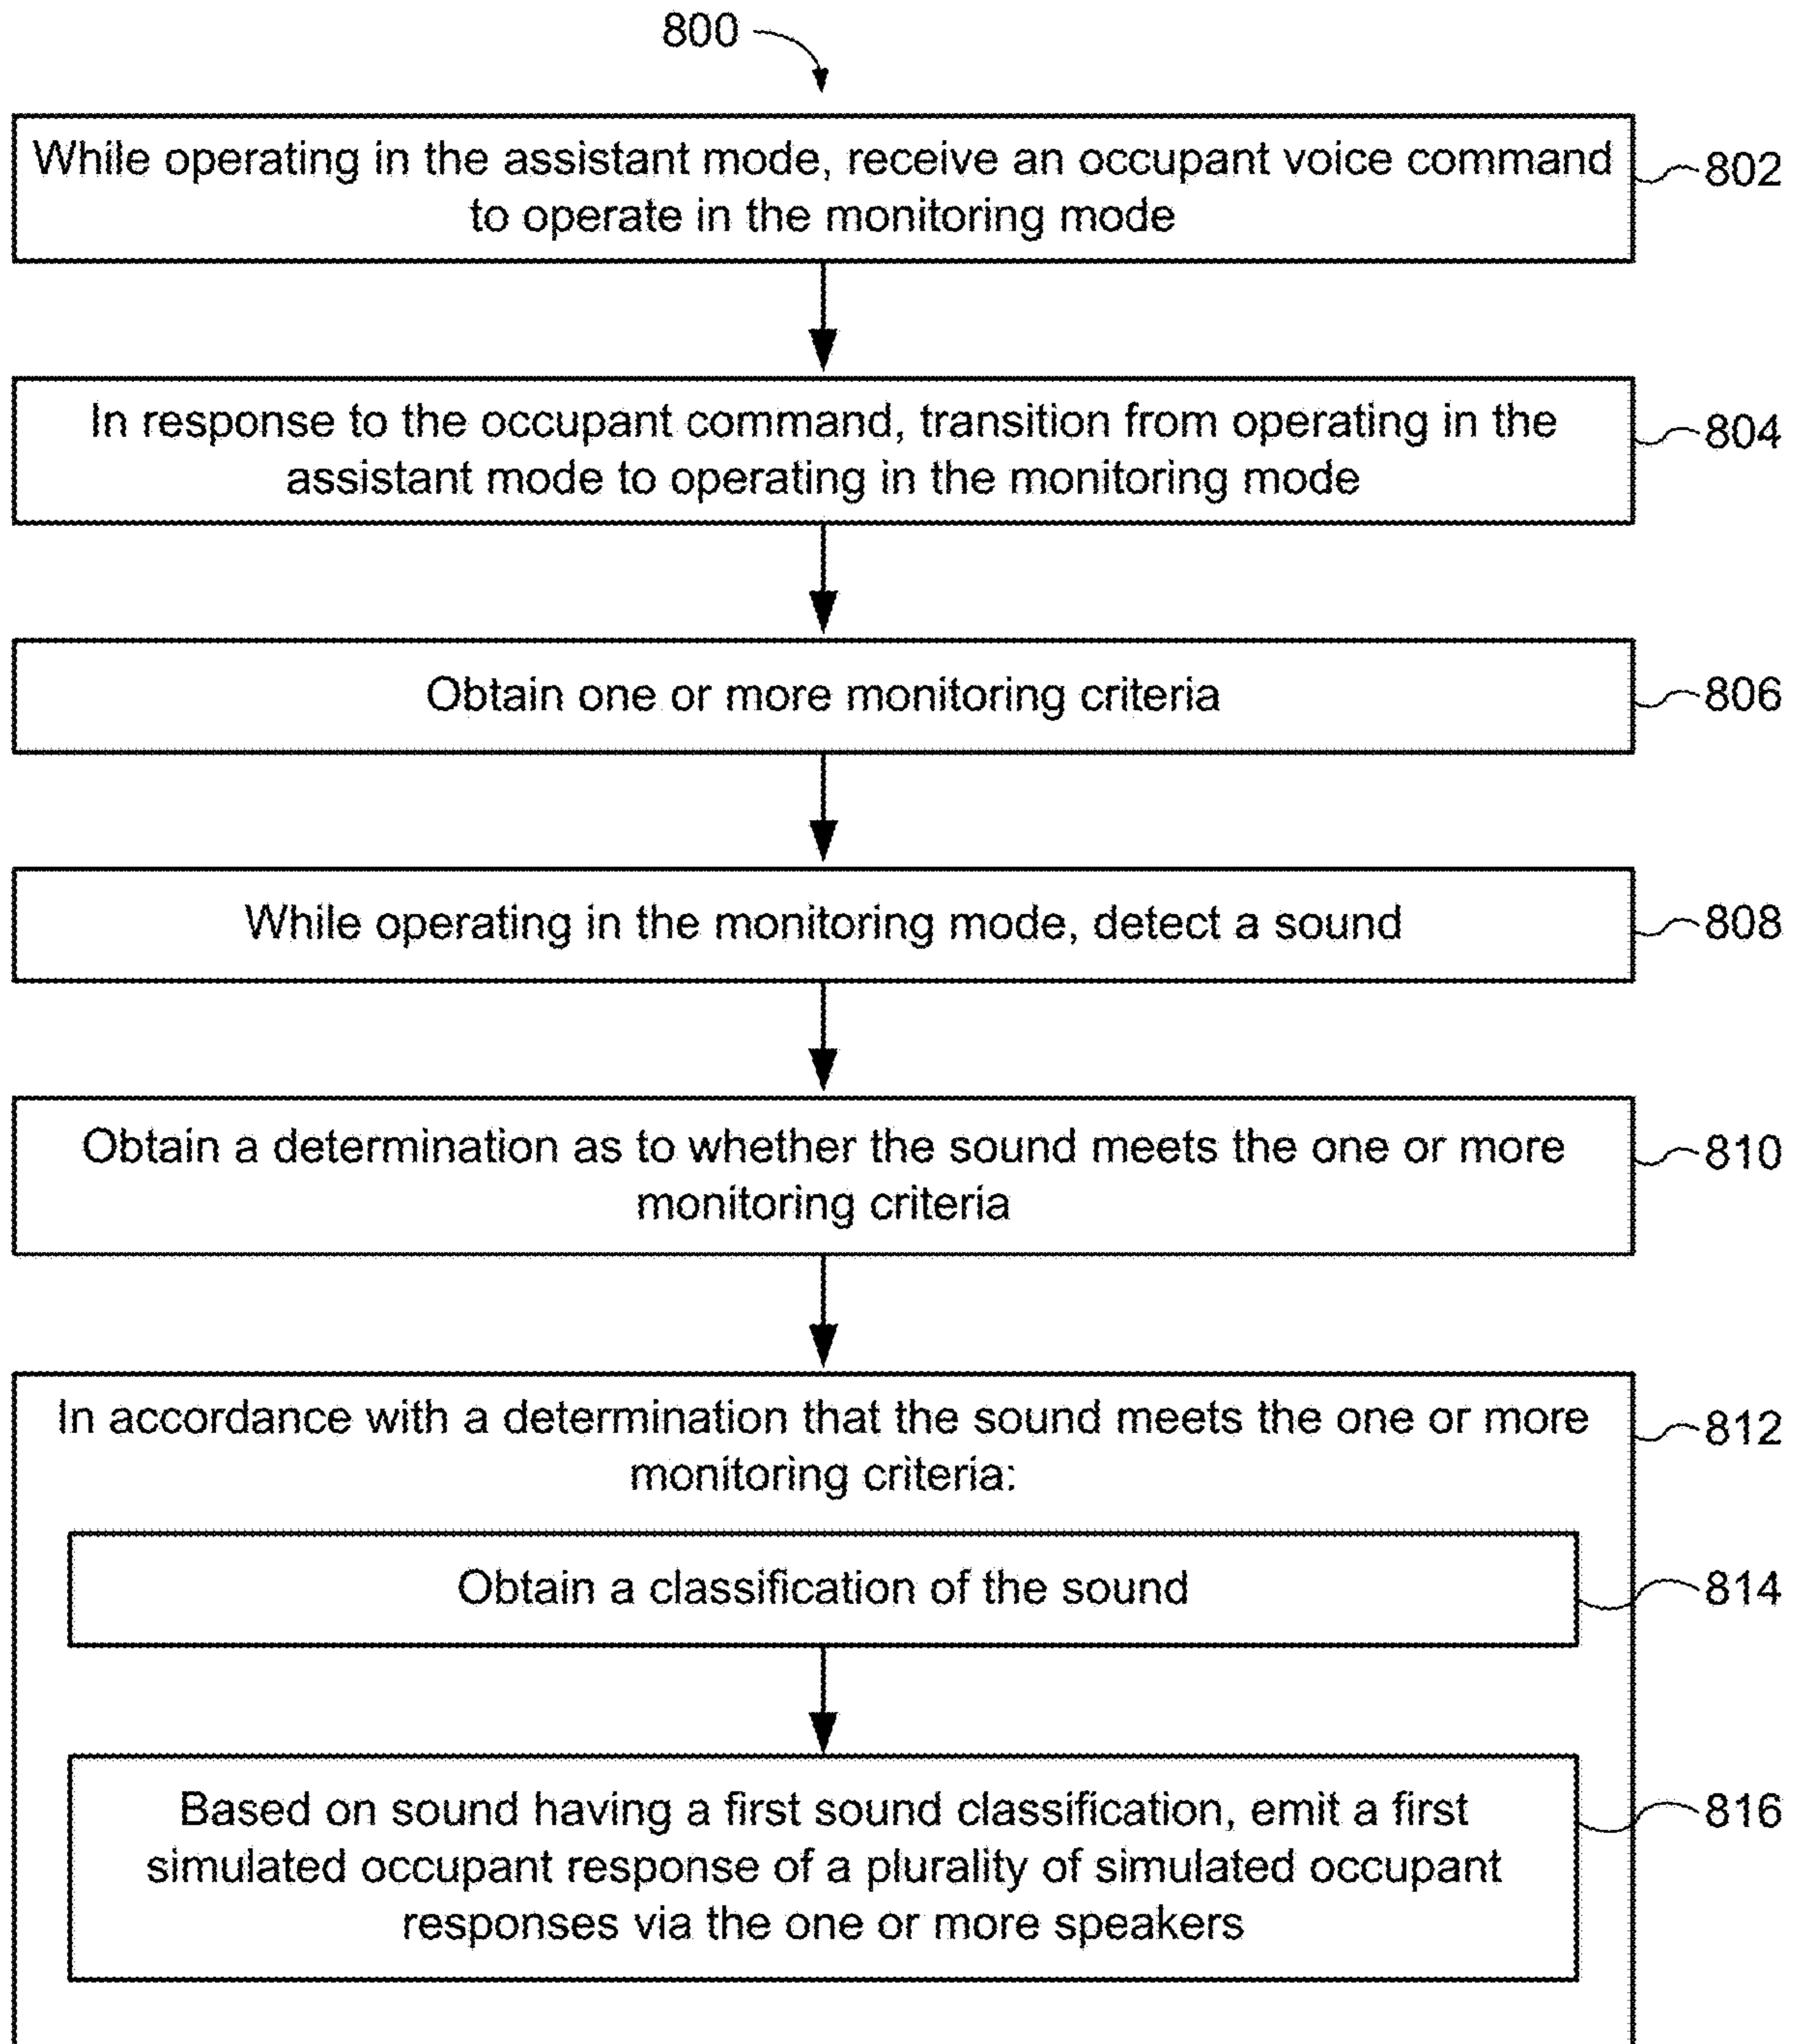 800
While operating in the assistant mode, receive an occupant voice command
to operate in the monitoring mode
802
In response to the occupant command, transition from operating in the
assistant mode to operating in the monitoring mode
804
Obtain one or more monitoring criteria
806
While operating in the monitoring mode, detect a sound
808
Obtain a determination as to whether the sound meets the one or more
monitoring criteria
810
In accordance with a determination that the sound meets the one or more
monitoring criteria:
812
Obtain a classification of the sound
814
Based on sound having a first sound classification, emit a first
simulated occupant response of a plurality of simulated occupant
responses via the one or more speakers
816